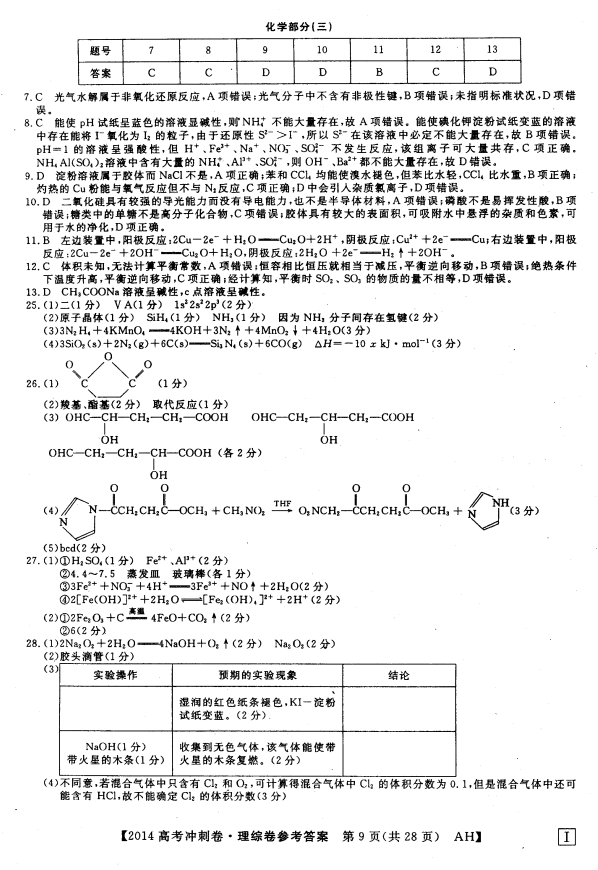 化学部分(三)
题号 7 8 9 10 11 12 13
答案 C C D D B C D
7.C 光气水解属于非氧化还原反应,A项错误;光气分子中不含有非极性键,B项错误;未指明标准状况,D项错
误。
8.C 能使pH试纸呈蓝色的溶液显碱性,则NH₄⁺不能大量存在,故A项错误。能使碘化钾淀粉试纸变蓝的溶液
中存在能将I⁻氧化为I₂的粒子,由于还原性S²⁻>I⁻,所以S²⁻在该溶液中必定不能大量存在,故B项错误。
pH=1的溶液呈强酸性,但H⁺、Fe²⁺、Na⁺、NO₃⁻、SO₄²⁻不发生反应,该组离子可大量共存,C项正确。
NH₄Al(SO₄)₂溶液中含有大量的NH₄⁺、Al³⁺、SO₄²⁻,则OH⁻、Ba²⁺都不能大量存在,故D错误。
9.D 淀粉溶液属于胶体而NaCl不是,A项正确;苯和CCl₄均能使溴水褪色,但苯比水轻,CCl₄比水重,B项正确;
灼热的Cu粉能与氧气反应但不与N₂反应,C项正确;D中会引人杂质氯离子,D项错误。
10.D 二氧化硅具有较强的导光能力而没有导电能力,也不是半导体材料,A项错误;磷酸不是易挥发性酸,B项
错误;糖类中的单糖不是高分子化合物,C项错误;胶体具有较大的表面积,可吸附水中悬浮的杂质和色素,可
用于水的净化,D项正确。
11.B 左边装置中,阳极反应:2Cu-2e⁻+H₂O══Cu₂O+2H⁺,阴极反应:Cu²⁺+2e⁻══Cu;右边装置中,阳极
反应:2Cu-2e⁻+2OH⁻══Cu₂O+H₂O,阴极反应:2H₂O+2e⁻══H₂↑+2OH⁻。
12.C 体积未知,无法计算平衡常数,A项错误;恒容相比恒压就相当于减压,平衡逆向移动,B项错误;绝热条件
下温度升高,平衡逆向移动,C项正确;经计算知,平衡时SO₂、SO₃的物质的量不相等,D项错误。
13.D CH₃COONa溶液呈碱性,c点溶液呈碱性。
25.(1)二(1分) ⅤA(1分) 1s²2s²2p³(2分)
(2)原子晶体(1分) SiH₄(1分) NH₃(1分) 因为NH₃分子间存在氢键(2分)
(3)3N₂H₄+4KMnO₄══4KOH+3N₂↑+4MnO₂↓+4H₂O(3分)
(4)3SiO₂(s)+2N₂(g)+6C(s)══Si₃N₄(s)+6CO(g) △H=-10x kJ·mol⁻¹(3分)
O O O
26.(1) C C (1分)
(2)羧基、酯基(2分) 取代反应(1分)
(3) OHC—CH—CH₂—CH₂—COOH OHC—CH₂—CH—CH₂—COOH
OH OH
OHC—CH₂—CH₂—CH—COOH(各2分)
OH
O O O O
(4) N N—CCH₂CH₂C—OCH₃+CH₃NO₂ THF→ O₂NCH₂—CCH₂CH₂C—OCH₃+ N NH (3分)
(5)bcd(2分)
27.(1)①H₂SO₄(1分) Fe²⁺、Al³⁺(2分)
②4.4~7.5 蒸发皿 玻璃棒(各1分)
③3Fe²⁺+NO₃⁻+4H⁺══3Fe³⁺+NO↑+2H₂O(2分)
④2[Fe(OH)]²⁺+2H₂O⇌[Fe₂(OH)₄]²⁺+2H⁺(2分)
(2)①2Fe₂O₃+C 高温══ 4FeO+CO₂↑(2分)
②6(2分)
28.(1)2Na₂O₂+2H₂O══4NaOH+O₂↑(2分) Na₂O₂(2分)
(2)胶头滴管(1分)
(3) 实验操作 预期的实验现象 结论
湿润的红色纸条褪色,KI-淀粉
试纸变蓝。(2分)
NaOH(1分) 收集到无色气体,该气体能使带
带火星的木条(1分) 火星的木条复燃。(2分)
(4)不同意,若混合气体中只含有Cl₂和O₂,可计算得混合气体中Cl₂的体积分数为0.1,但是混合气体中还可
能含有HCl,故不能确定Cl₂的体积分数(3分)
【2014高考冲刺卷·理综卷参考答案 第9页(共28页) AH】 I